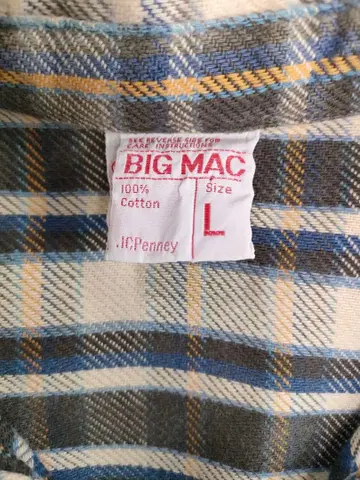 SEE REVERSE SIDE FOR
CARE INSTRUCTIONS
BIG MAC
100% Size
Cotton L
JCPenney